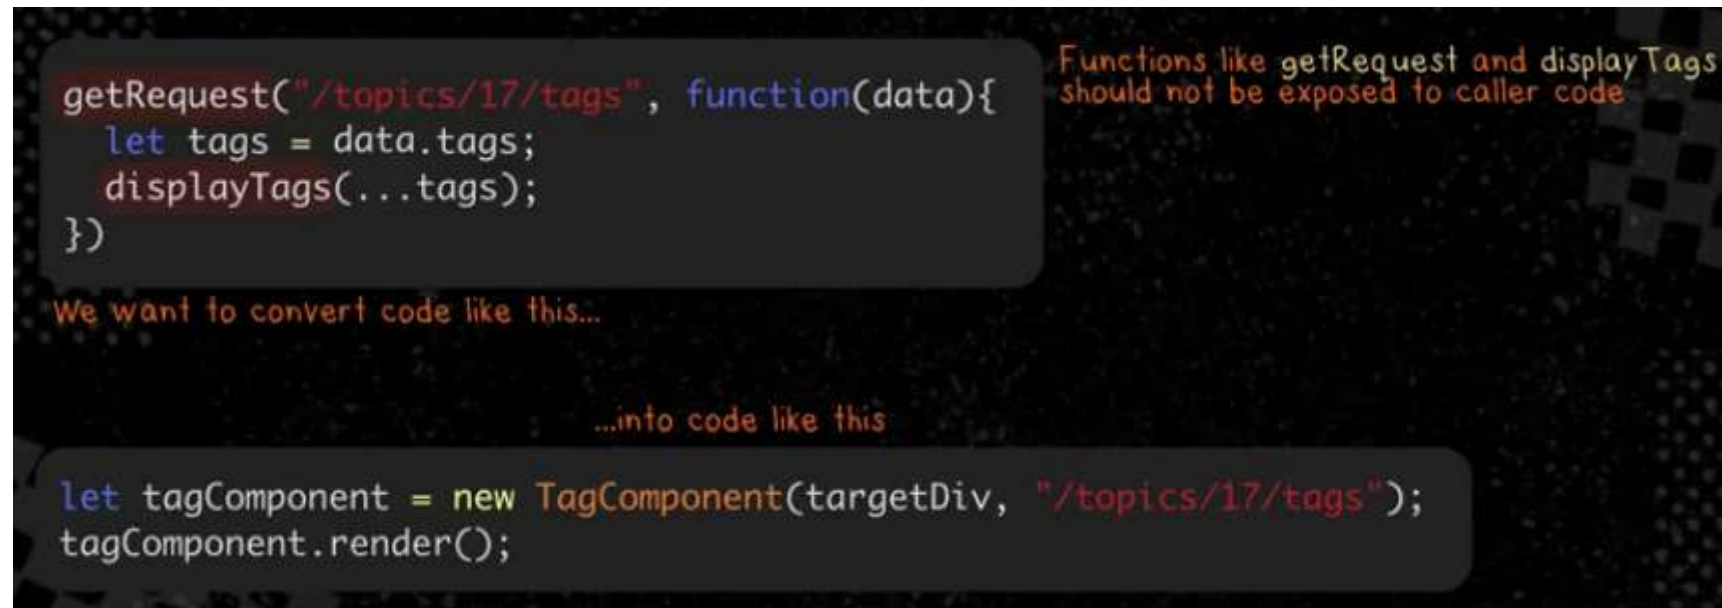 getRequest("/topics/17/tags", function(data){
  let tags = data.tags;
  displayTags(...tags);
})
Functions like getRequest and displayTags
should not be exposed to caller code
We want to convert code like this...
...into code like this
let tagComponent = new TagComponent(targetDiv, "/topics/17/tags");
tagComponent.render();